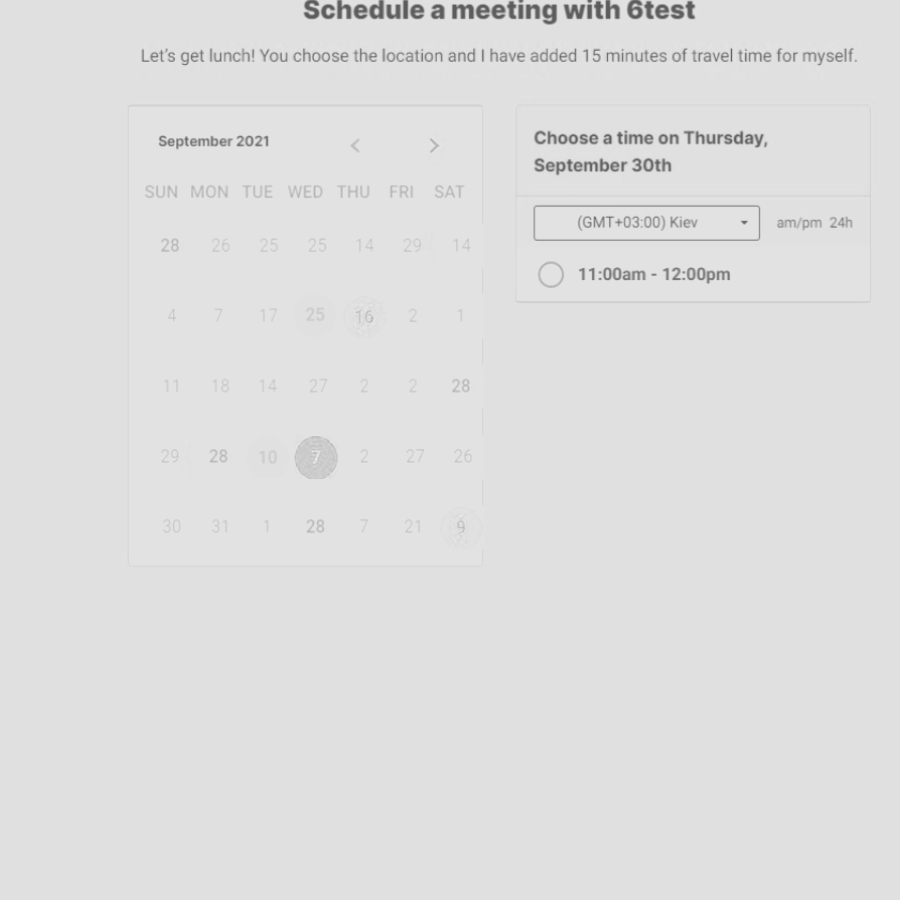 Schedule a meeting with 6test
Let's get lunch! You choose the location and I have added 15 minutes of travel time for myself.
September 2021
SUN MON TUE WED THU FRI SAT
28 26 25 25 14 29 14
4 7 17 25 16 2 1
11 18 14 27 2 2 28
29 28 10 7 2 27 26
30 31 1 28 7 21 9
Choose a time on Thursday,
September 30th
(GMT+03:00) Kiev am/pm 24h
11:00am - 12:00pm